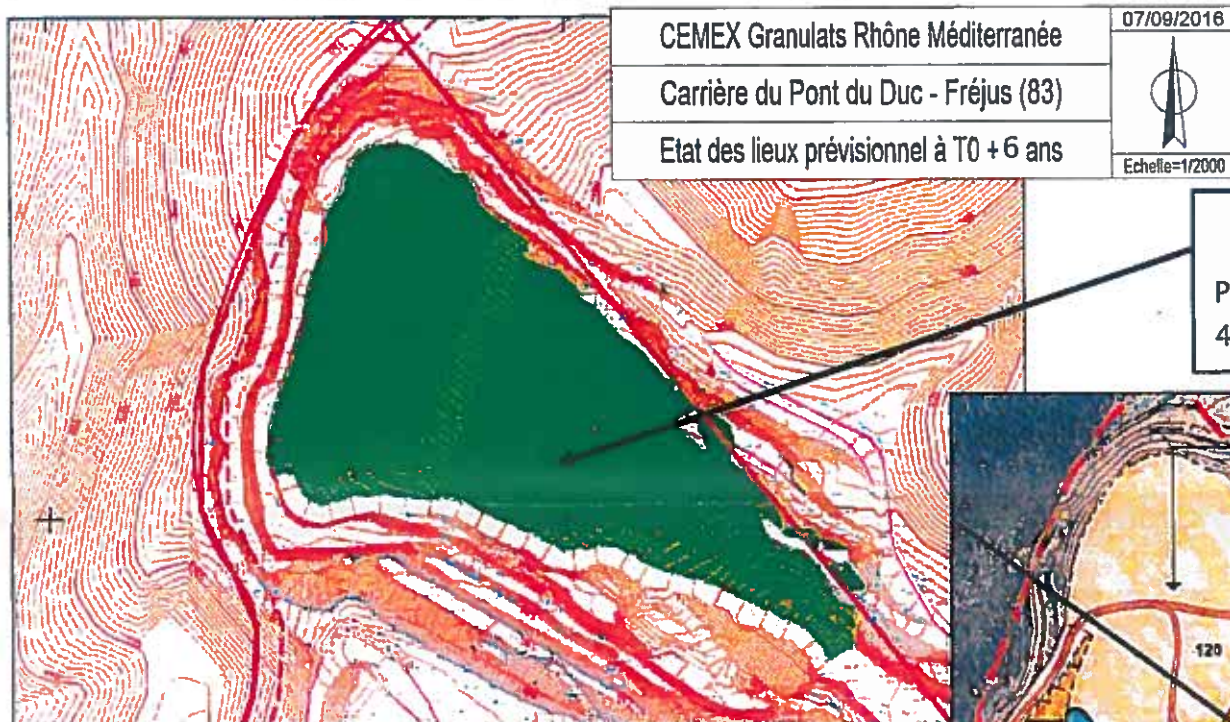 CEMEX Granulats Rhône Méditerranée
07/09/2016
Carrière du Pont du Duc - Fréjus (83)
Etat des lieux prévisionnel à T0 + 6 ans
Echelle=1/2000
P
4
120